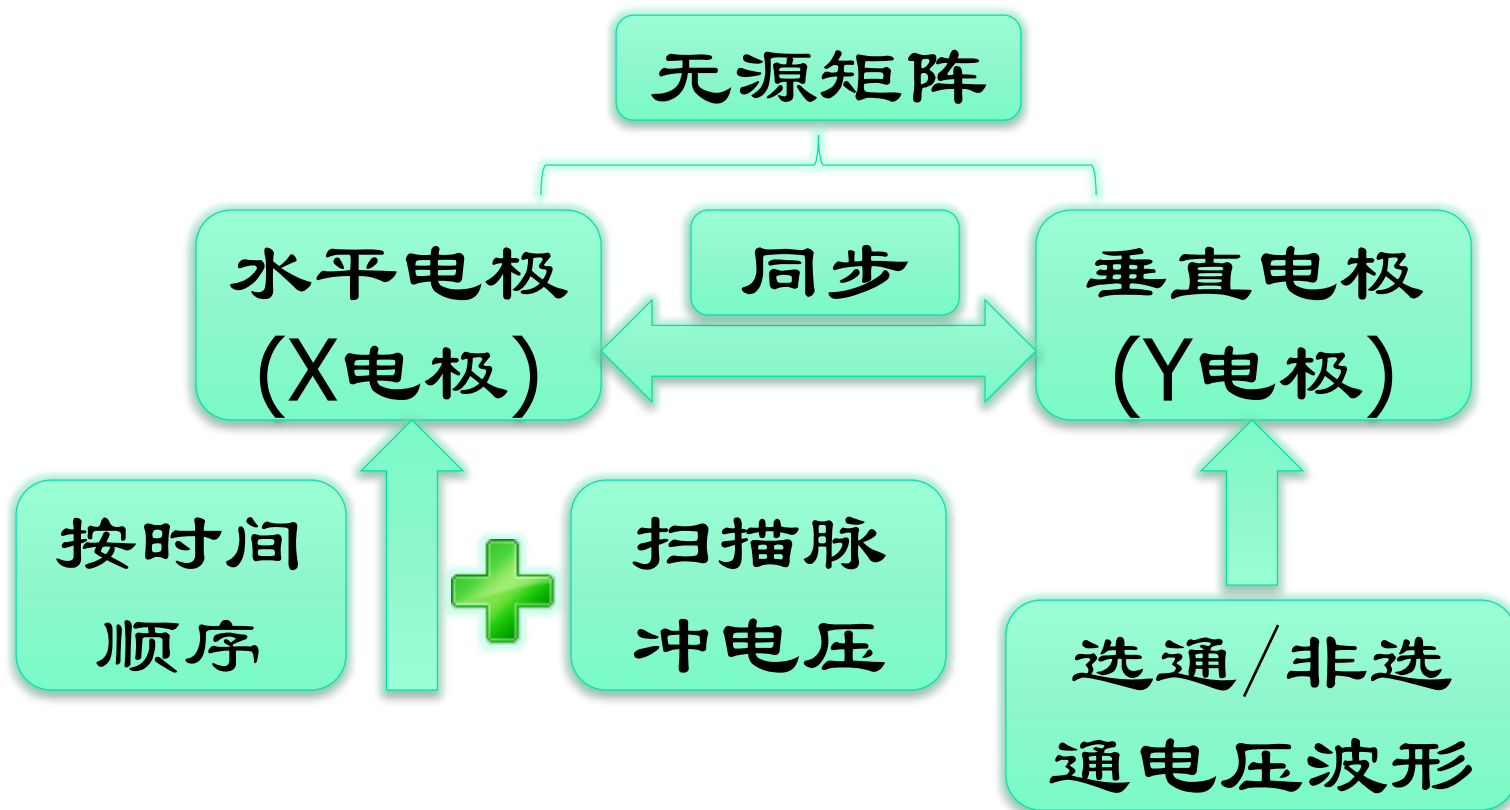 无源矩阵
水平电极
(X电极)
同步
垂直电极
(Y电极)
按时间
顺序
扫描脉
冲电压
选通/非选
通电压波形